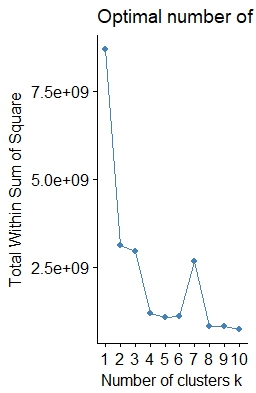 Optimal number of
Total Within Sum of Square
7.5e+09
5.0e+09
2.5e+09
1 2 3 4 5 6 7 8 9 10
Number of clusters k